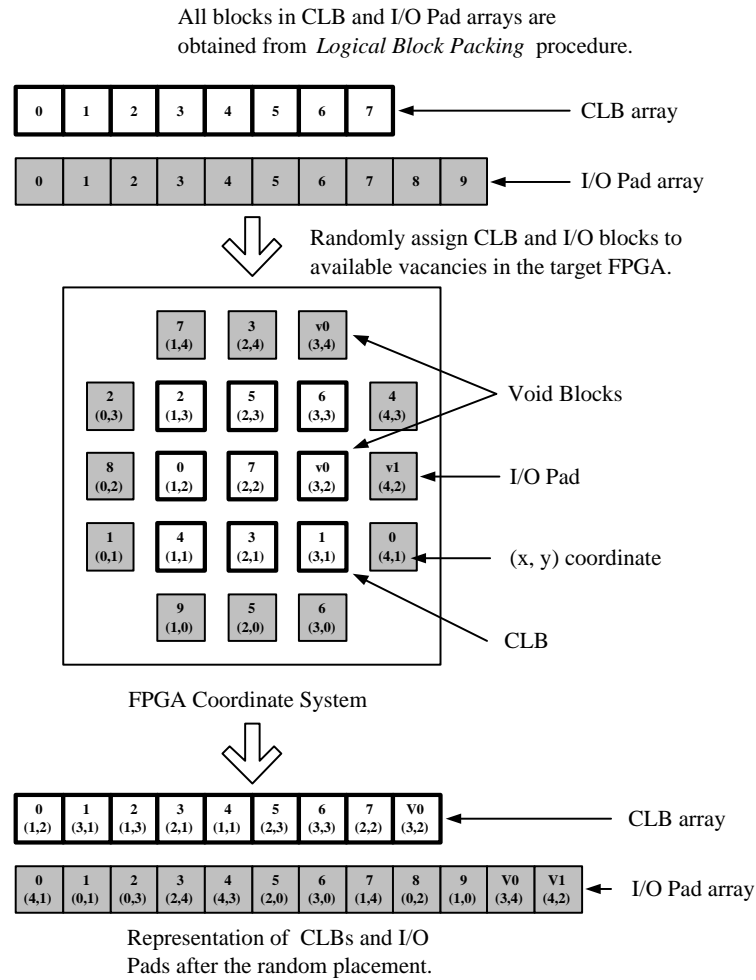 All blocks in CLB and I/O Pad arrays are
obtained from Logical Block Packing procedure.
0 1 2 3 4 5 6 7
CLB array
0 1 2 3 4 5 6 7 8 9
I/O Pad array
Randomly assign CLB and I/O blocks to
available vacancies in the target FPGA.
7 3 v0
(1,4) (2,4) (3,4)
2 2 5 6 4
(0,3) (1,3) (2,3) (3,3) (4,3)
Void Blocks
8 0 7 v0 v1
(0,2) (1,2) (2,2) (3,2) (4,2)
I/O Pad
1 4 3 1 0
(0,1) (1,1) (2,1) (3,1) (4,1)
(x, y) coordinate
9 5 6
(1,0) (2,0) (3,0)
CLB
FPGA Coordinate System
0 1 2 3 4 5 6 7 V0
(1,2) (3,1) (1,3) (2,1) (1,1) (2,3) (3,3) (2,2) (3,2)
CLB array
0 1 2 3 4 5 6 7 8 9 V0 V1
(4,1) (0,1) (0,3) (2,4) (4,3) (2,0) (3,0) (1,4) (0,2) (1,0) (3,4) (4,2)
I/O Pad array
Representation of CLBs and I/O
Pads after the random placement.